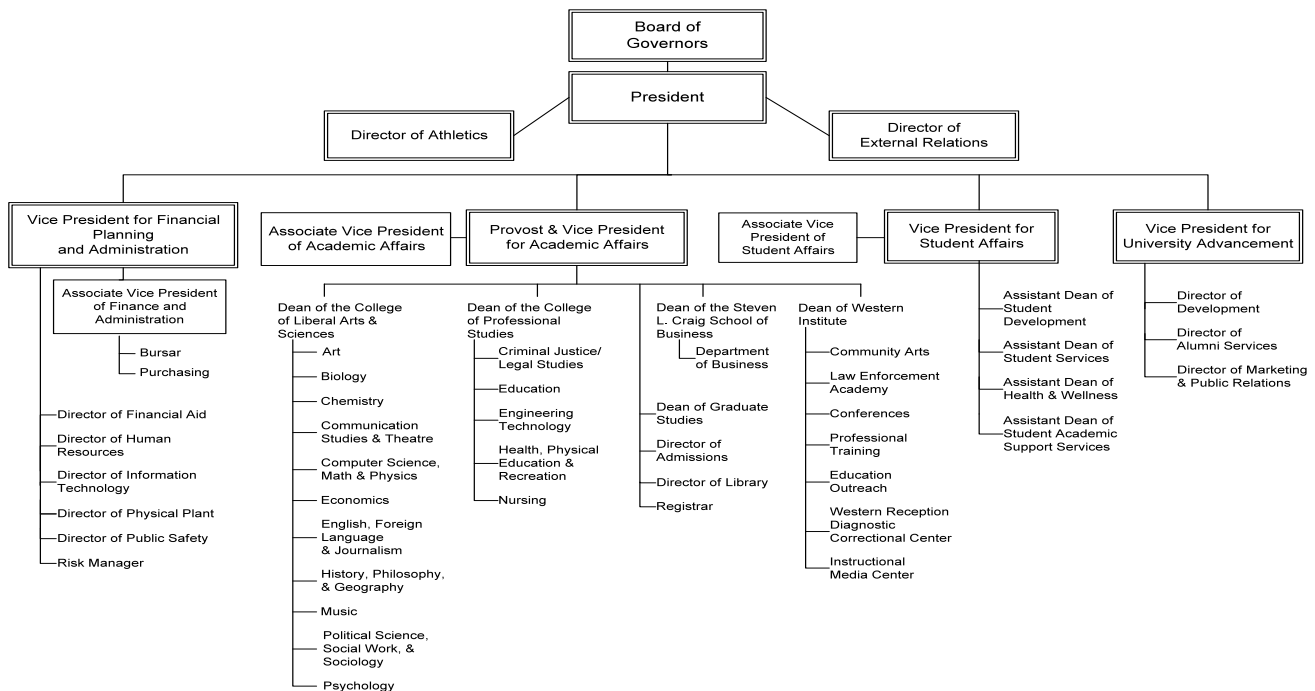 Board of
Governors
President
Director of Athletics
Director of
External Relations
Vice President for Financial
Planning
and Administration
Associate Vice President
of Finance and
Administration
Bursar
Purchasing
Director of Financial Aid
Director of Human
Resources
Director of Information
Technology
Director of Physical Plant
Director of Public Safety
Risk Manager
Associate Vice President
of Academic Affairs
Provost & Vice President
for Academic Affairs
Dean of the College
of Liberal Arts &
Sciences
Art
Biology
Chemistry
Communication
Studies & Theatre
Computer Science,
Math & Physics
Economics
English, Foreign
Language
& Journalism
History, Philosophy,
& Geography
Music
Political Science,
Social Work, &
Sociology
Psychology
Dean of the College
of Professional
Studies
Criminal Justice/
Legal Studies
Education
Engineering
Technology
Health, Physical
Education &
Recreation
Nursing
Dean of the Steven
L. Craig School of
Business
Department
of Business
Dean of Graduate
Studies
Director of
Admissions
Director of Library
Registrar
Dean of Western
Institute
Community Arts
Law Enforcement
Academy
Conferences
Professional
Training
Education
Outreach
Western Reception
Diagnostic
Correctional Center
Instructional
Media Center
Associate Vice
President of
Student Affairs
Vice President for
Student Affairs
Assistant Dean of
Student
Development
Assistant Dean of
Student Services
Assistant Dean of
Health & Wellness
Assistant Dean of
Student Academic
Support Services
Vice President for
University Advancement
Director of
Development
Director of
Alumni Services
Director of Marketing
& Public Relations